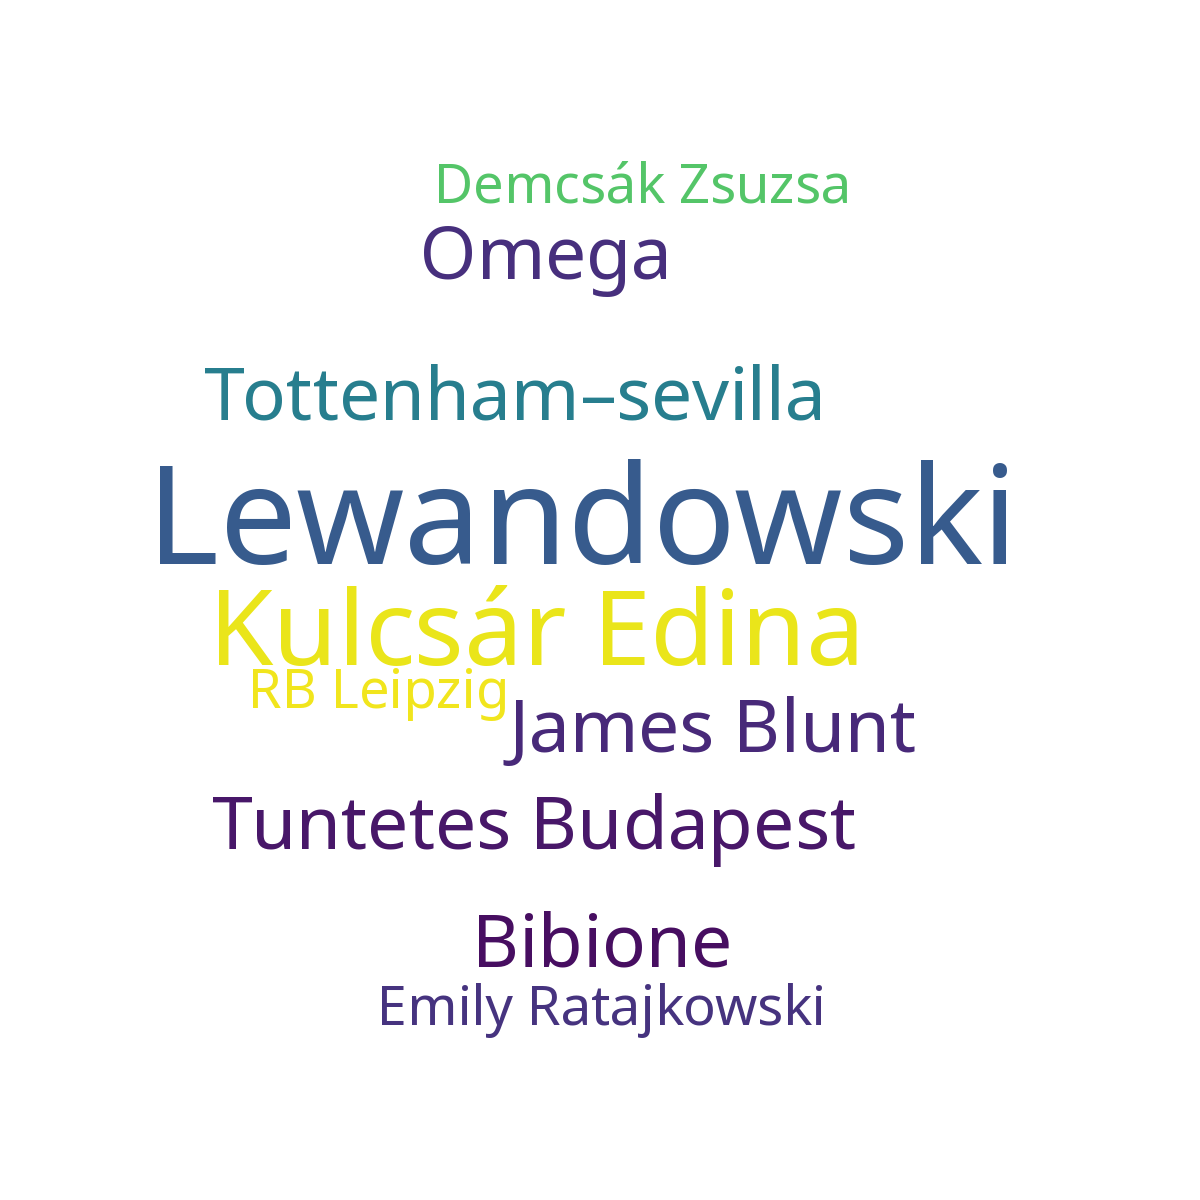 Demcsák Zsuzsa
Omega
Tottenham–sevilla
Lewandowski
Kulcsár Edina
RB Leipzig
James Blunt
Tuntetes Budapest
Bibione
Emily Ratajkowski